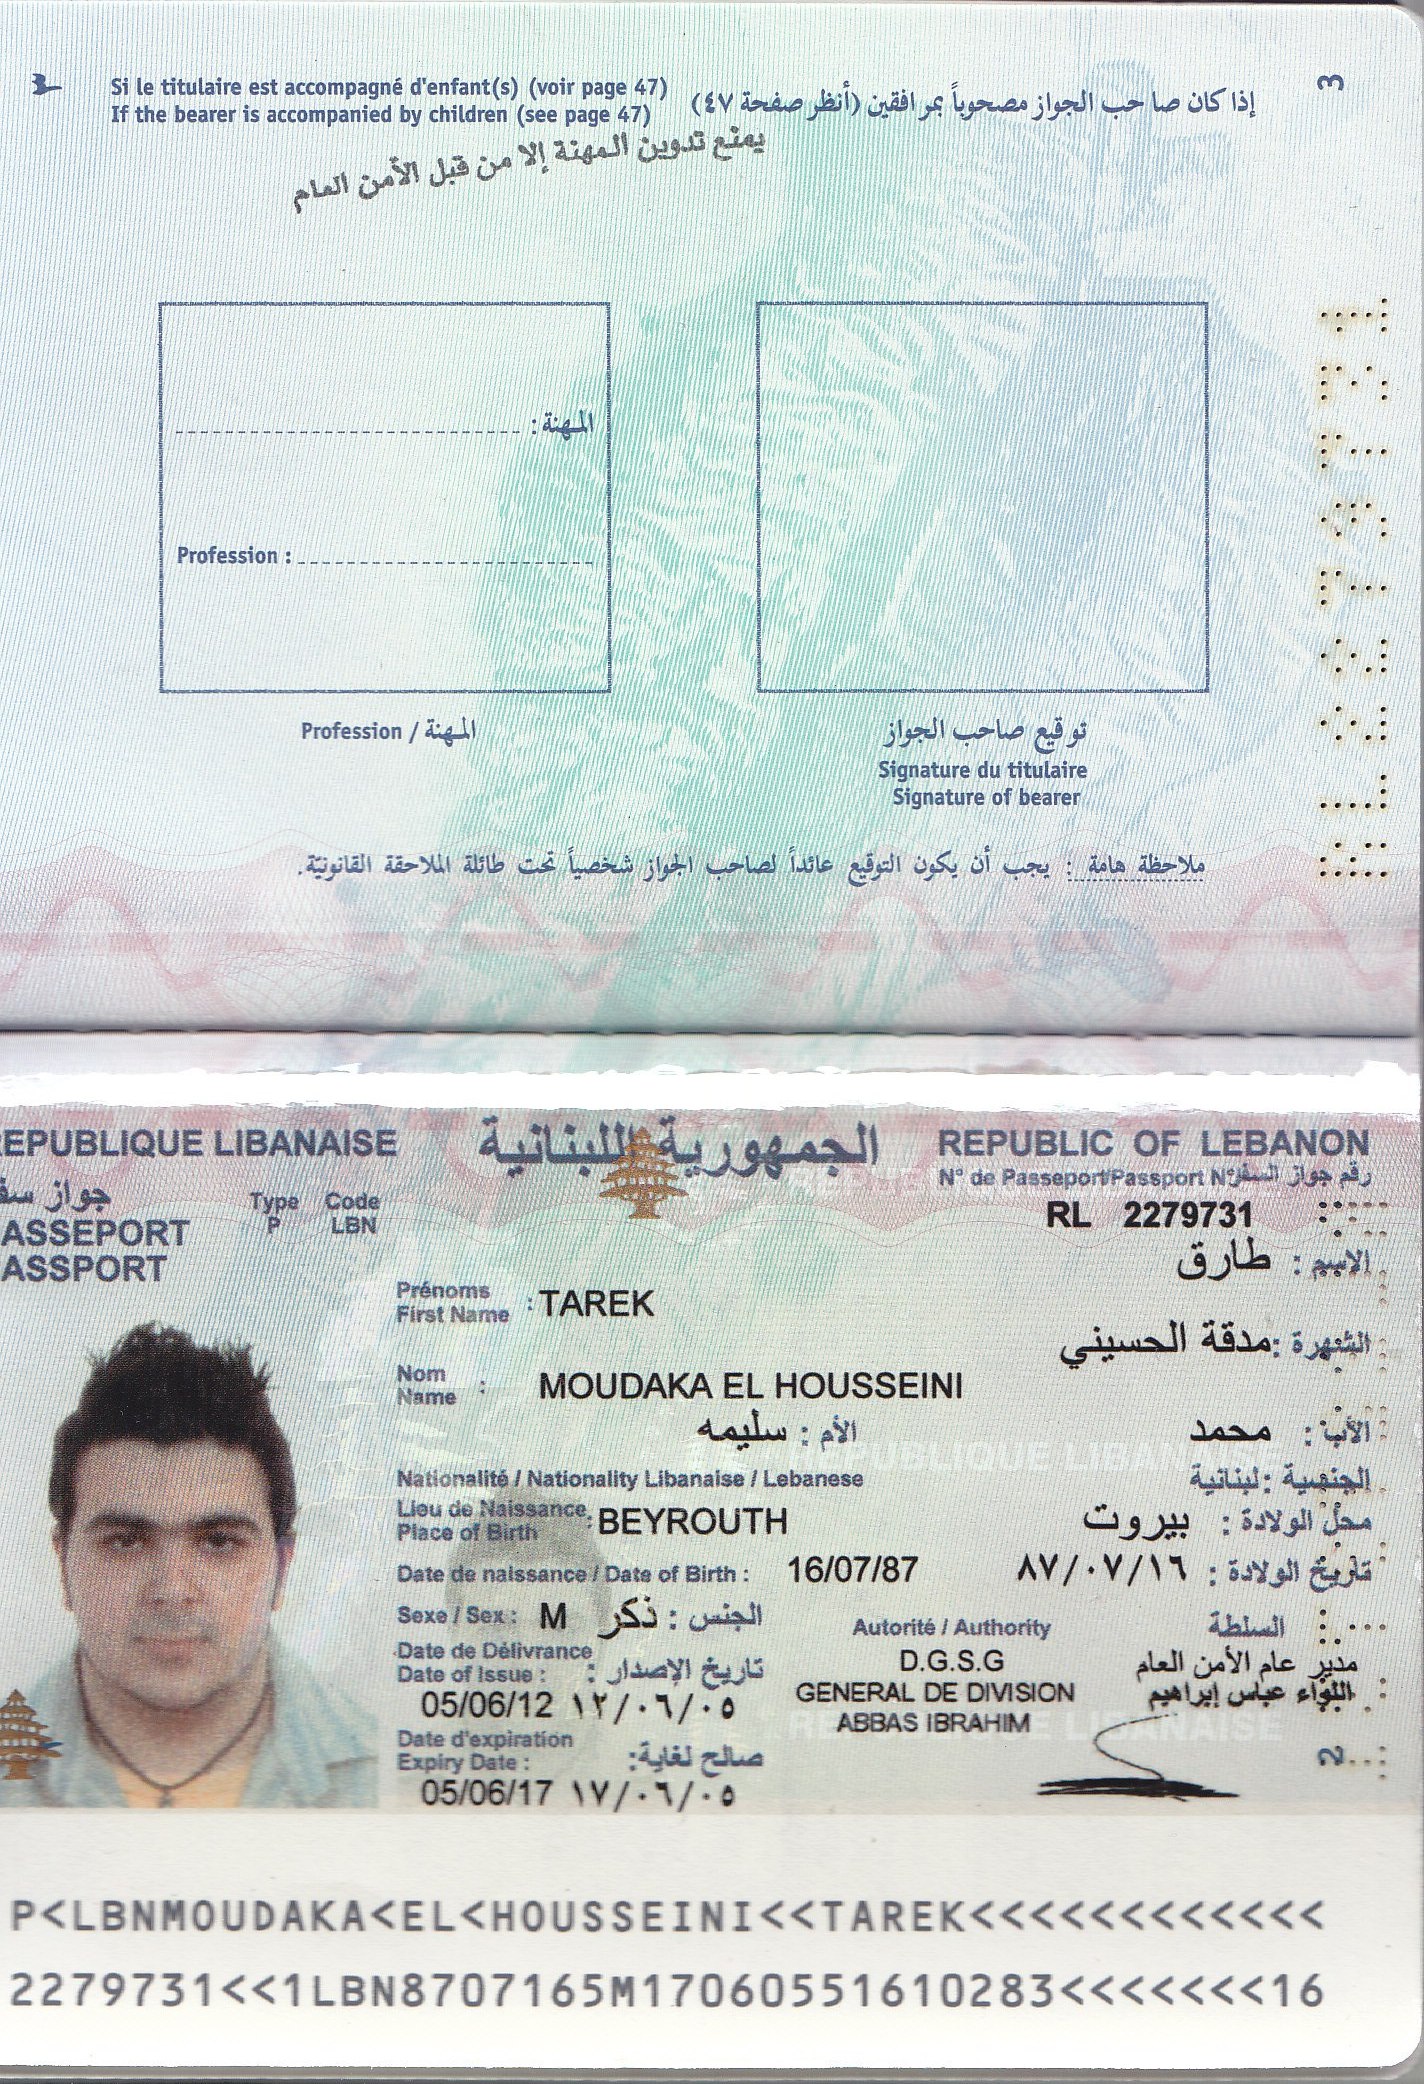 Si le titulaire est accompagné d'enfant(s) (voir page 47)
If the bearer is accompanied by children (see page 47)
إذا كان صاحب الجواز مصحوباً بمرافقين (أنظر صفحة ٤٧)
3
يمنع تدوين المهنة إلا من قبل الأمن العام
المهنة :
Profession :
Profession / المهنة
توقيع صاحب الجواز
Signature du titulaire
Signature of bearer
ملاحظة هامة : يجب أن يكون التوقيع عائداً لصاحب الجواز شخصياً تحت طائلة الملاحقة القانونيّة.
EPUBLIQUE LIBANAISE الجمهورية اللبنانية REPUBLIC OF LEBANON
N° de Passeport/Passport N° رقم جواز السفر
جواز سف
ASSEPORT
ASSPORT
Type Code
P LBN
RL 2279731
الاسم : طارق
Prénoms
First Name : TAREK
الشهرة : مدقة الحسيني
Nom
Name : MOUDAKA EL HOUSSEINI
الأب : محمد الأم : سليمه
Nationalité / Nationality Libanaise / Lebanese الجنسية : لبنانية
Lieu de Naissance
Place of Birth : BEYROUTH محل الولادة : بيروت
Date de naissance / Date of Birth : 16/07/87 تاريخ الولادة : ٨٧/٠٧/١٦
Sexe / Sex : M الجنس : ذكر
Autorité / Authority السلطة
Date de Délivrance
Date of Issue : تاريخ الإصدار :
05/06/12 ١٢/٠٦/٠٥
D.G.S.G
GENERAL DE DIVISION
ABBAS IBRAHIM
مدير عام الأمن العام
اللواء عباس إبراهيم
Date d'expiration
Expiry Date : صالح لغاية:
05/06/17 ١٧/٠٦/٠٥
2
P<LBNMOUDAKA<EL<HOUSSEINI<<TAREK<<<<<<<<<<<<
2279731<<1LBN8707165M17060551610283<<<<<<<16